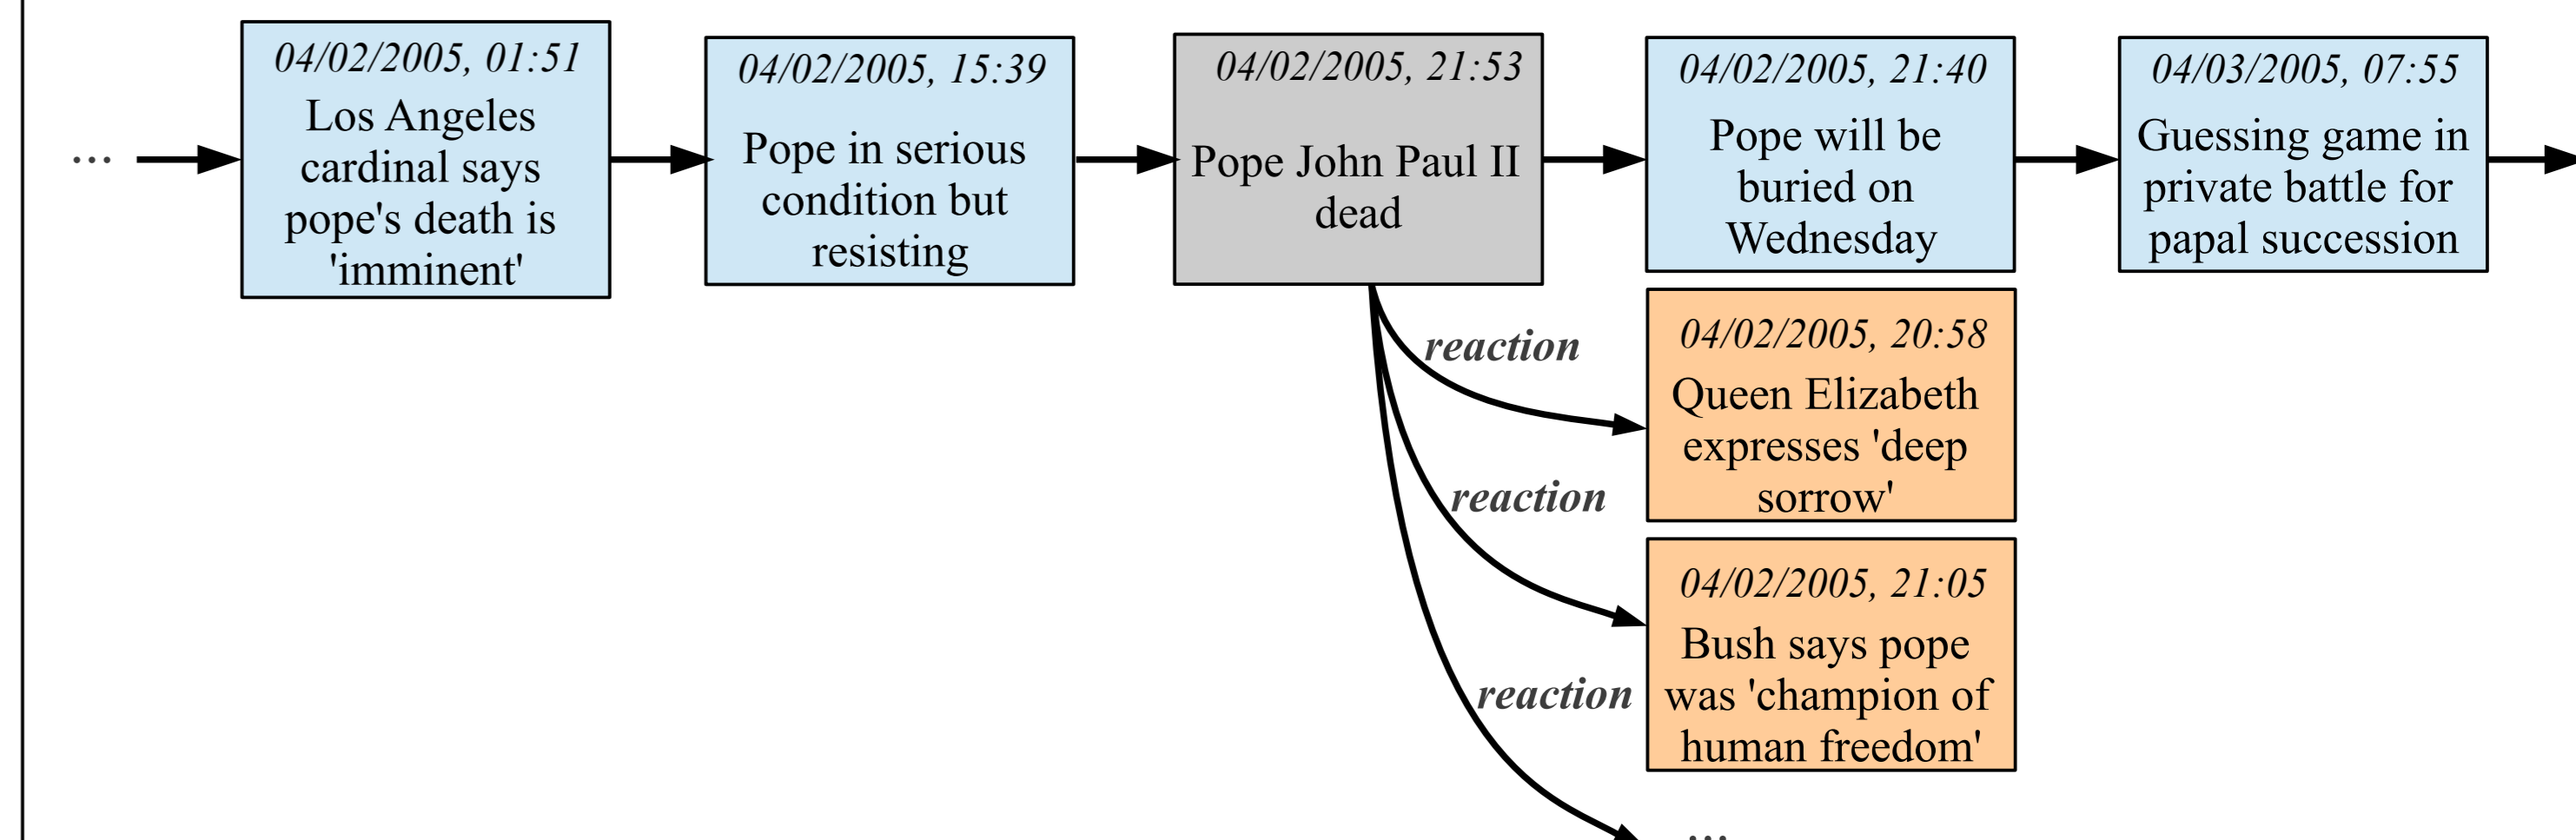 ...
04/02/2005, 01:51
Los Angeles
cardinal says
pope's death is
'imminent'
04/02/2005, 15:39
Pope in serious
condition but
resisting
04/02/2005, 21:53
Pope John Paul II
dead
04/02/2005, 21:40
Pope will be
buried on
Wednesday
04/03/2005, 07:55
Guessing game in
private battle for
papal succession
reaction
04/02/2005, 20:58
Queen Elizabeth
expresses 'deep
sorrow'
reaction
04/02/2005, 21:05
Bush says pope
was 'champion of
human freedom'
reaction
...